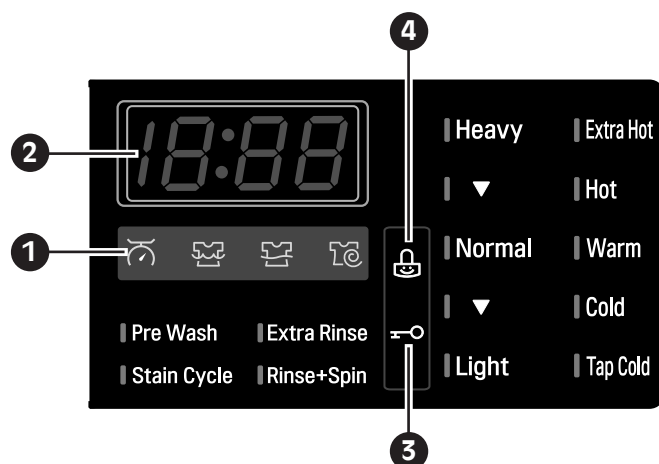 4
2
18:88
1
Pre Wash
Extra Rinse
Stain Cycle
Rinse+Spin
3
Heavy
Extra Hot
Hot
Normal
Warm
Cold
Light
Tap Cold